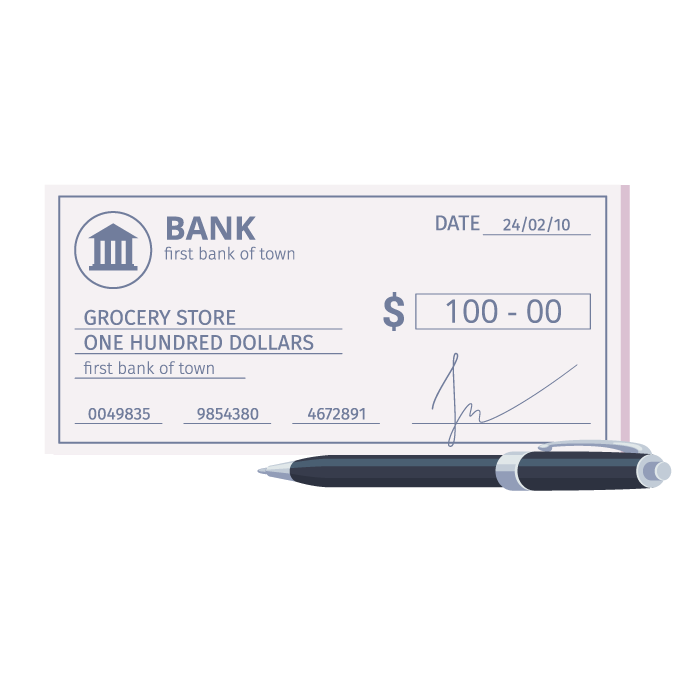 BANK
first bank of town
DATE 24/02/10
$ 100 - 00
GROCERY STORE
ONE HUNDRED DOLLARS
first bank of town
0049835 9854380 4672891